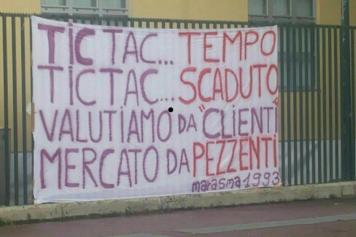 TIC TAC... TEMPO
TIC TAC... SCADUTO
VALUTIAMO DA "CLIENTI"
MERCATO DA PEZZENTI
marasma 1993